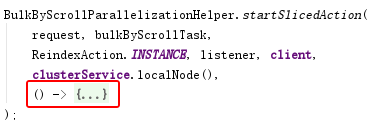 BulkByScrollParallelizationHelper.startSlicedAction(
request, bulkByScrollTask,
ReindexAction.INSTANCE, listener, client,
clusterService.localNode(),
() -> {...}
);